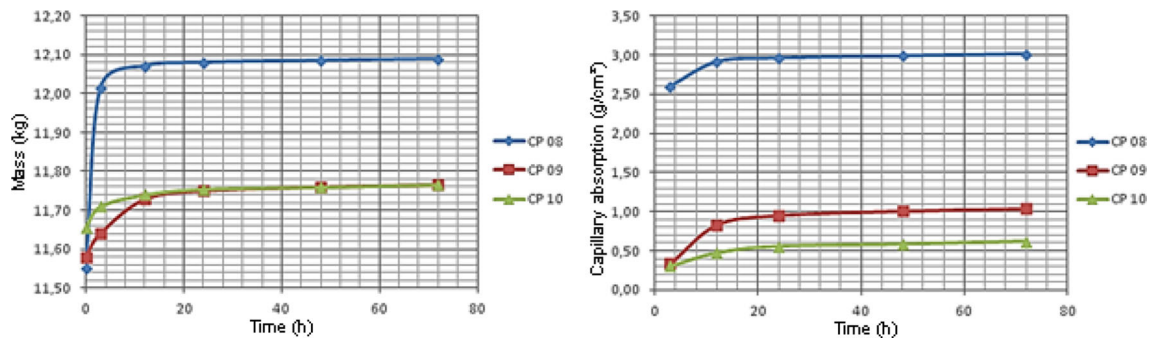 Mass (kg)
12,20
12,10
12,00
11,90
11,80
11,70
11,60
11,50
0
20
40
60
80
Time (h)
CP 08
CP 09
CP 10
Capillary absorption (g/cm²)
3,50
3,00
2,50
2,00
1,50
1,00
0,50
0,00
0
20
40
60
80
Time (h)
CP 08
CP 09
CP 10